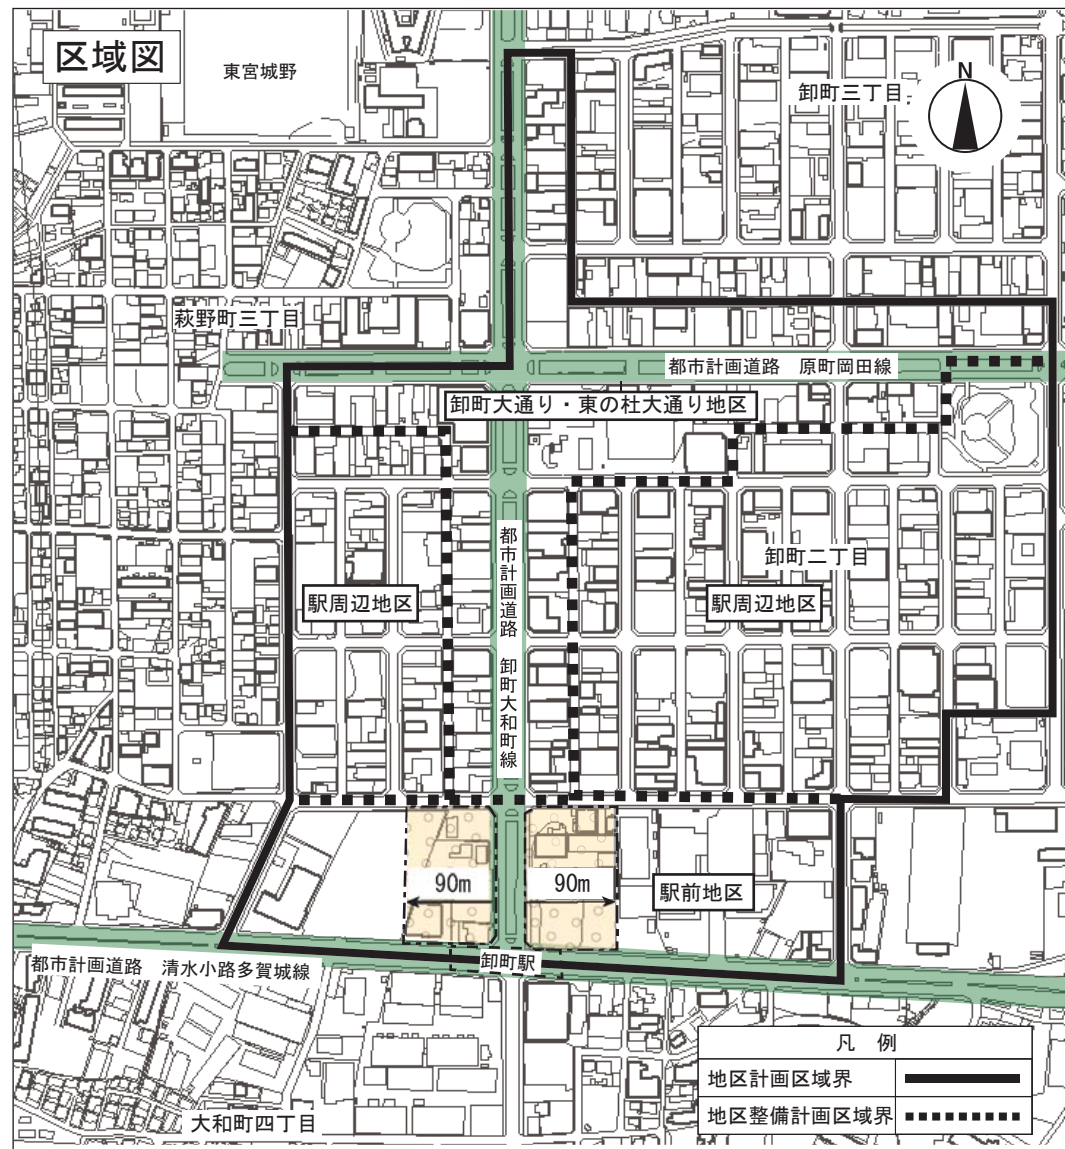 区域図
東宮城野
卸町三丁目
N
萩野町三丁目
都市計画道路　原町岡田線
卸町大通り・東の杜大通り地区
都市計画道路　卸町大和町線
卸町二丁目
駅周辺地区
駅周辺地区
90m
90m
駅前地区
卸町駅
都市計画道路　清水小路多賀城線
大和町四丁目
凡　例
地区計画区域界
地区整備計画区域界